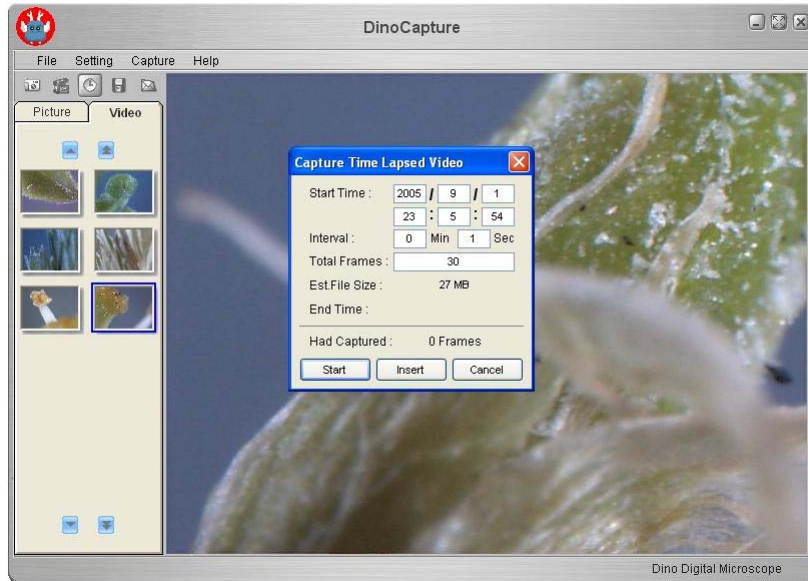 DinoCapture
File Setting Capture Help
Picture Video
Capture Time Lapsed Video
Start Time : 2005 / 9 / 1
23 : 5 : 54
Interval : 0 Min 1 Sec
Total Frames : 30
Est.File Size : 27 MB
End Time :
Had Captured : 0 Frames
Start Insert Cancel
Dino Digital Microscope